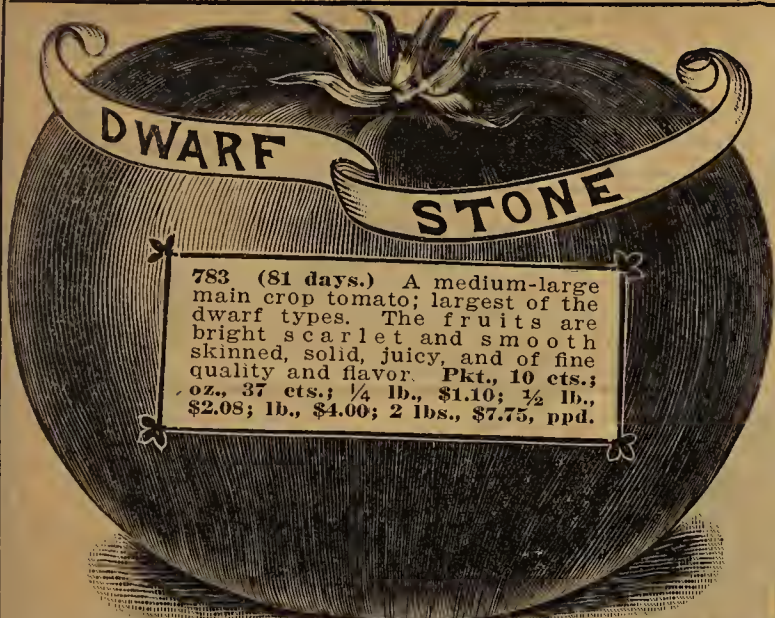 DWARF
STONE
783 (81 days.) A medium-large
main crop tomato; largest of the
dwarf types. The fruits are
bright scarlet and smooth
skinned, solid, juicy, and of fine
quality and flavor. Pkt., 10 cts.;
oz., 37 cts.; ¼ lb., $1.10; ½ lb.,
$2.08; lb., $4.00; 2 lbs., $7.75, ppd.